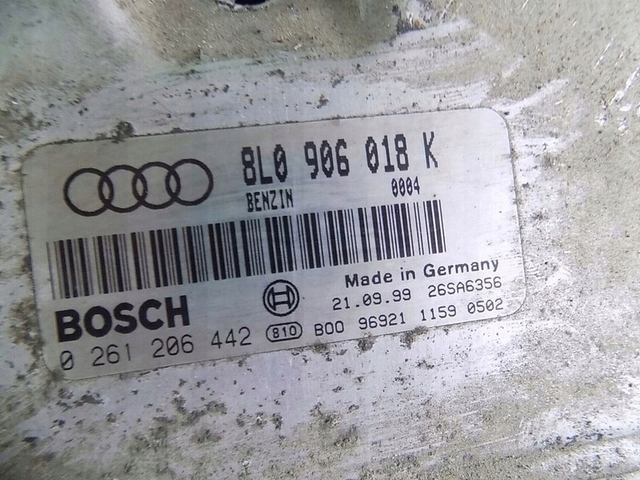 8L0 906 018 K
BENZIN 0004
Made in Germany
BOSCH 21.09.99 26SA6356
0 261 206 442 810 B00 96921 1159 0502